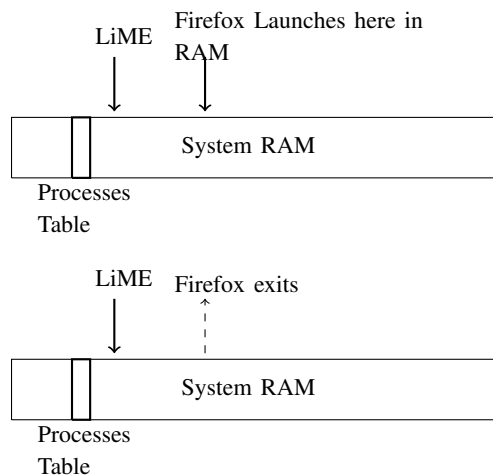 LiME
Firefox Launches here in
RAM
System RAM
Processes
Table
LiME
Firefox exits
System RAM
Processes
Table